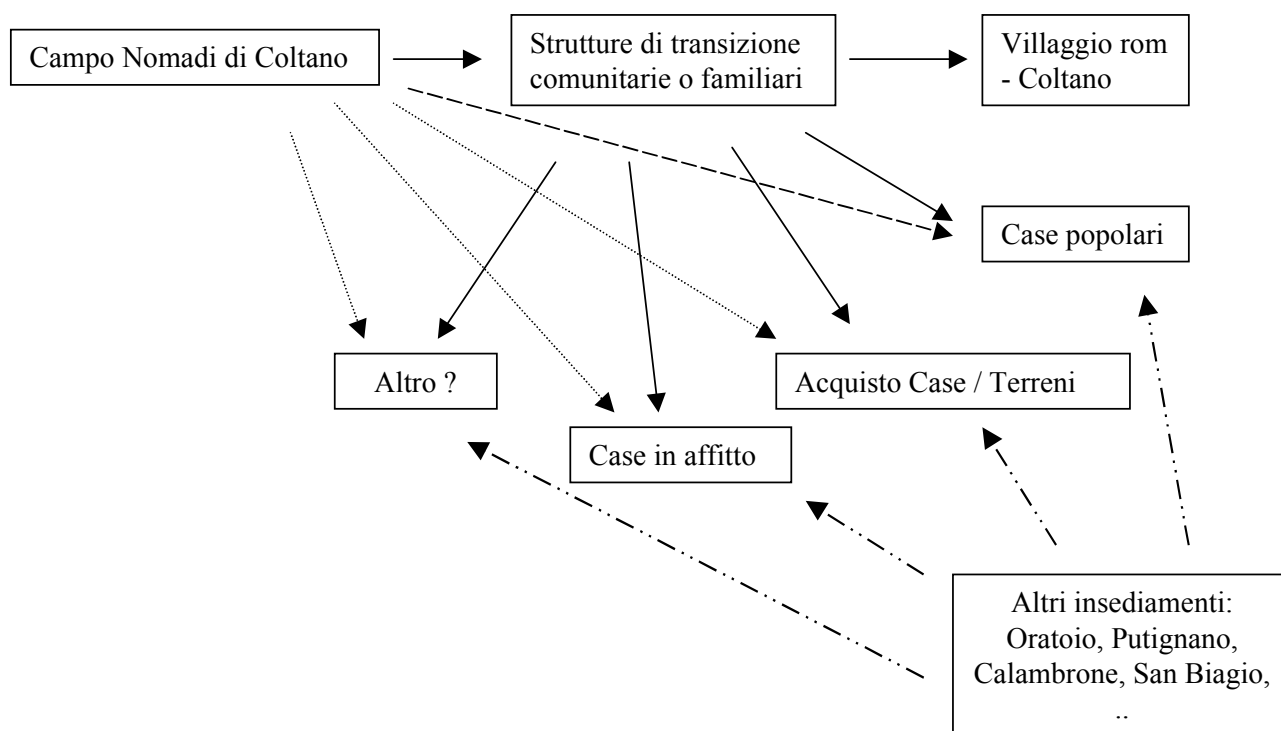 Campo Nomadi di Coltano
Strutture di transizione
comunitarie o familiari
Villaggio rom
- Coltano
Case popolari
Altro ?
Acquisto Case / Terreni
Case in affitto
Altri insediamenti:
Oratoio, Putignano,
Calambrone, San Biagio,
..